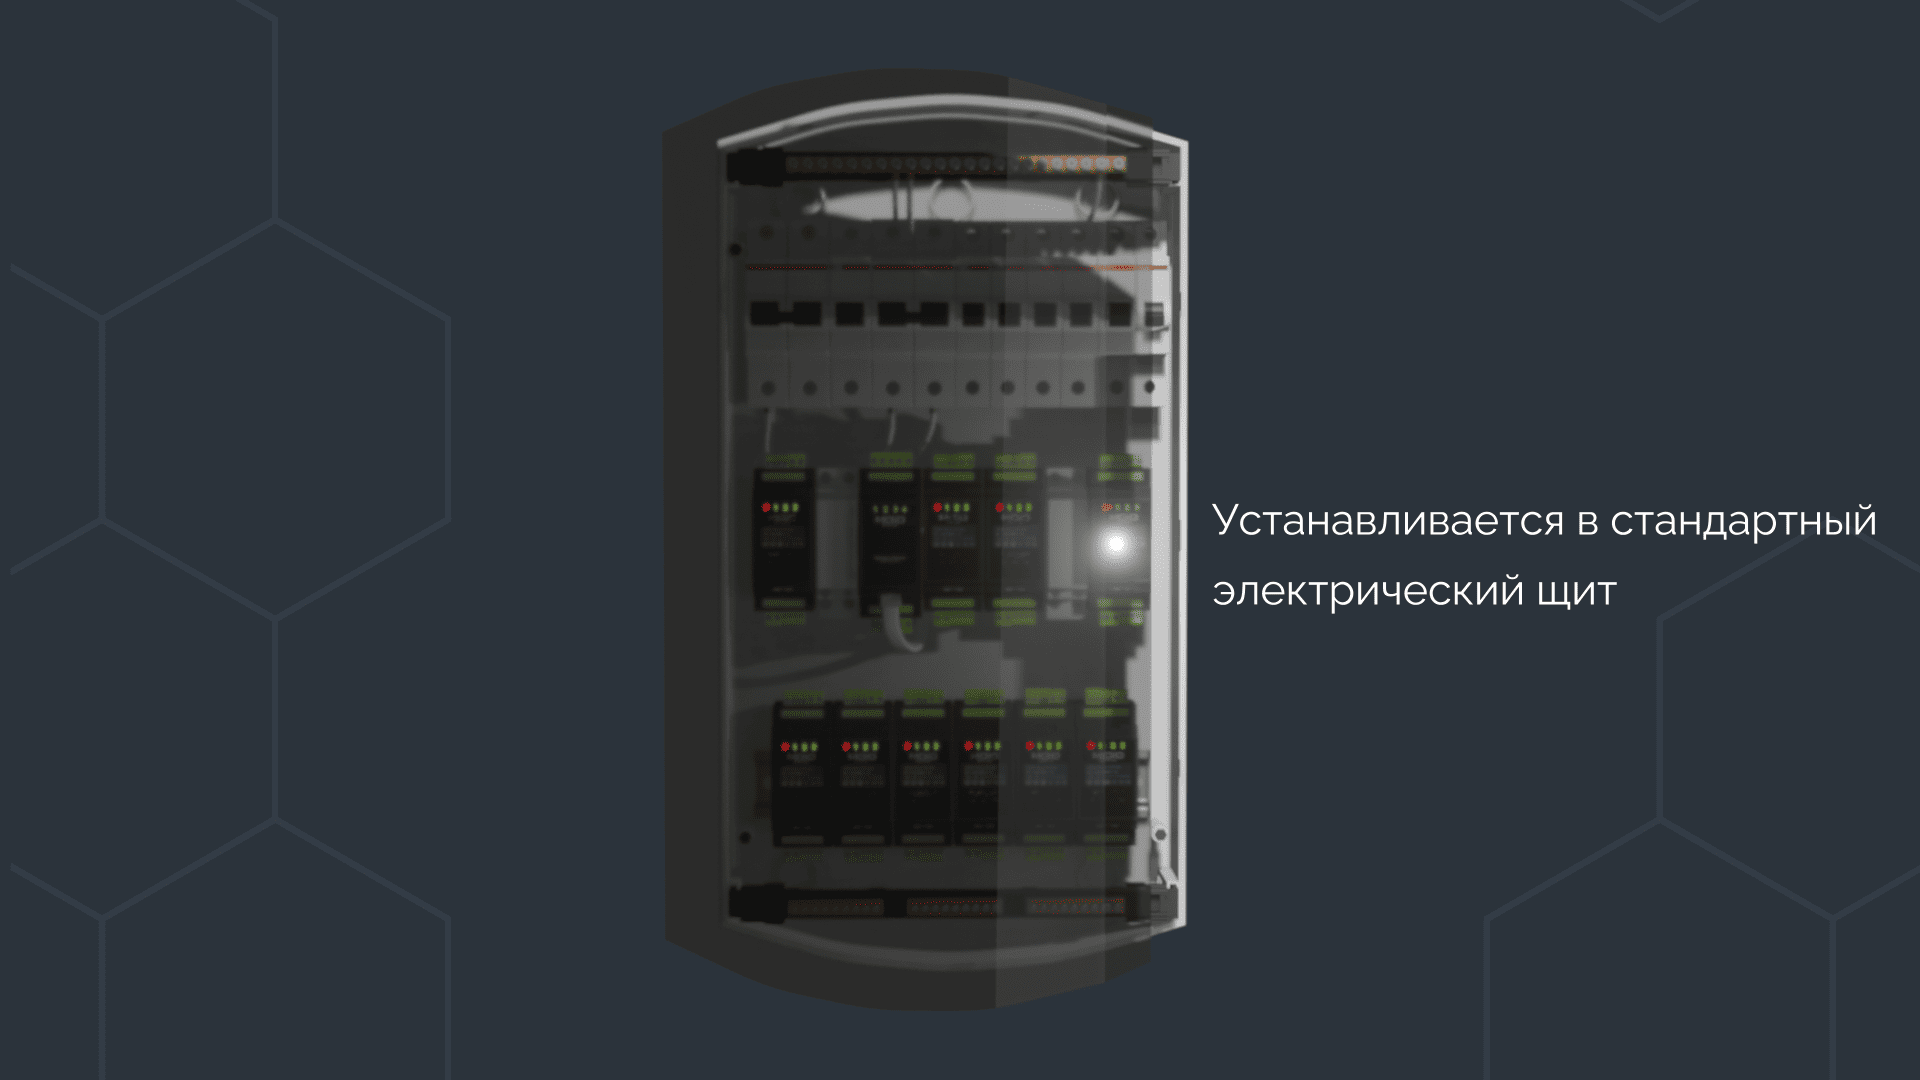 Устанавливается в стандартный
электрический щит